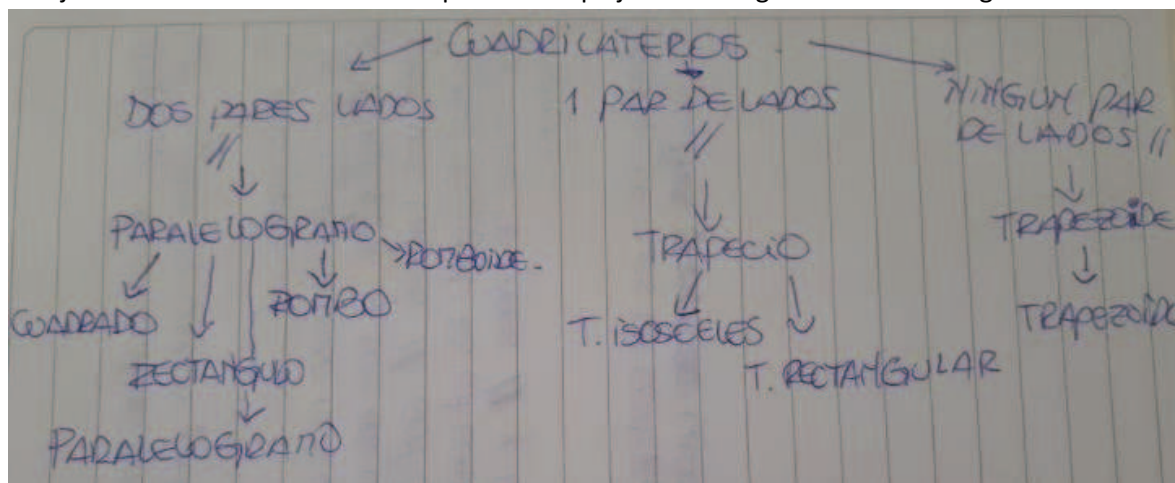 CUADRILATEROS
DOS PARES LADOS
//
1 PAR DE LADOS
//
NINGUN PAR
DE LADOS //
PARALELOGRAMO
ROMBOIDE.
TRAPECIO
TRAPEZOIDE
CUADRADO
ROMBO
RECTANGULO
T. ISOSCELES
T. RECTANGULAR
TRAPEZOIDE
PARALELOGRAMO